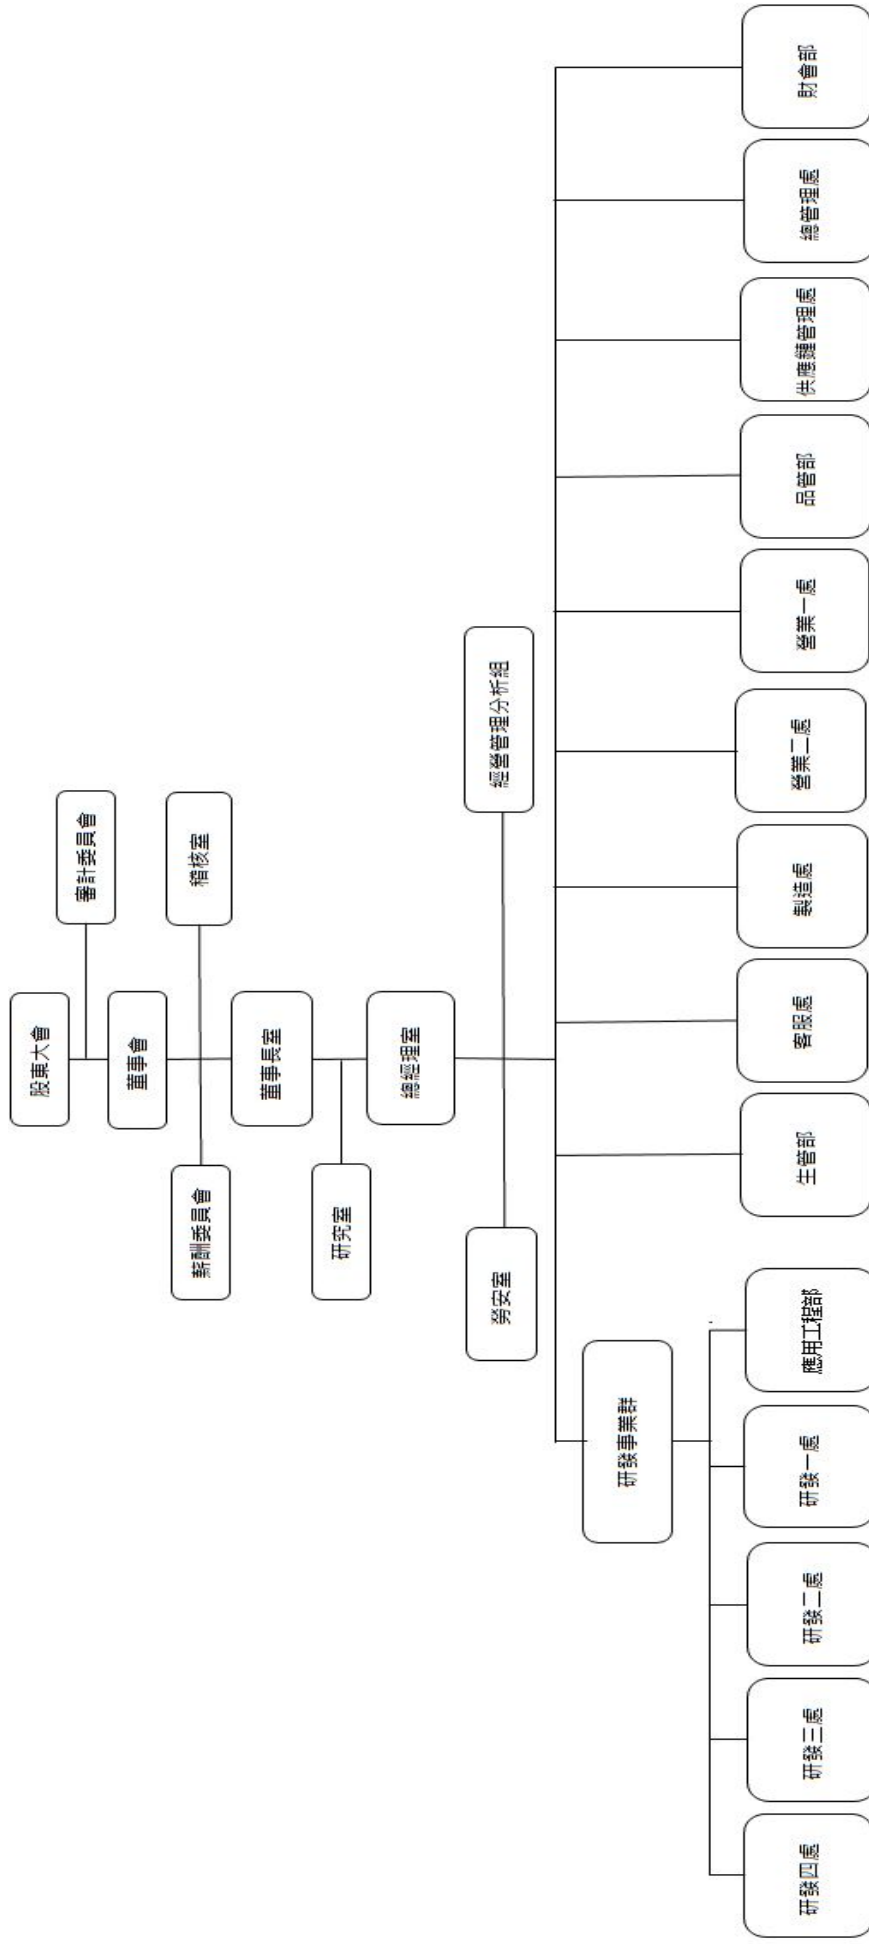 股東大會
審計委員會
董事會
薪酬委員會
稽核室
董事長室
研究室
總經理室
勞安室
經營管理分析組
研發事業群
研發四處
研發三處
研發二處
研發一處
應用工程部
生管部
客服處
製造處
營業二處
營業一處
品管部
供應鏈管理處
總管理處
財會部